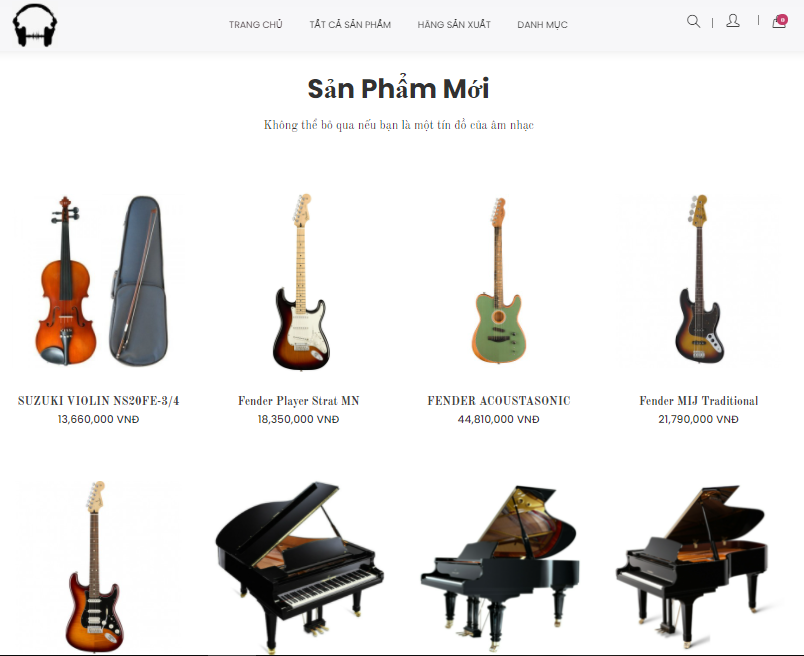 TRANG CHỦ TẤT CẢ SẢN PHẨM HÃNG SẢN XUẤT DANH MỤC
0
Sản Phẩm Mới
Không thể bỏ qua nếu bạn là một tín đồ của âm nhạc
SUZUKI VIOLIN NS20FE-3/4
13,660,000 VNĐ
Fender Player Strat MN
18,350,000 VNĐ
FENDER ACOUSTASONIC
44,810,000 VNĐ
Fender MIJ Traditional
21,790,000 VNĐ